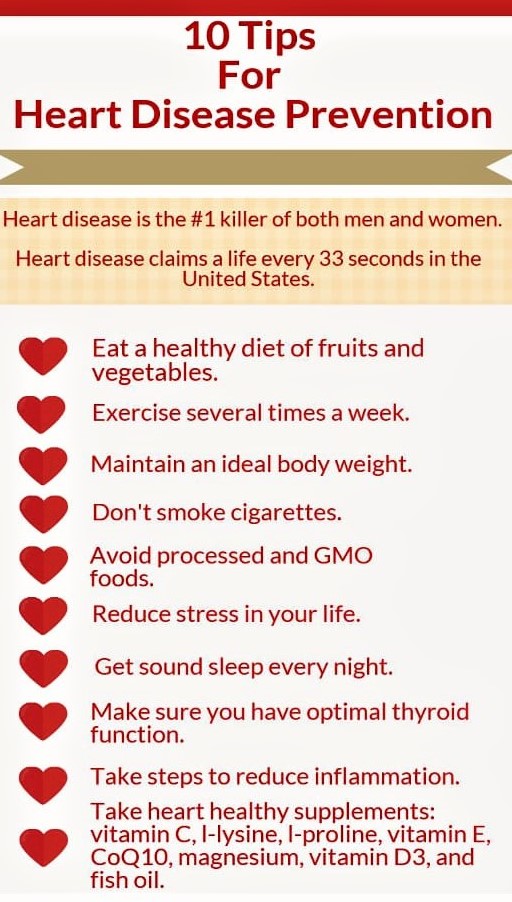 10 Tips
For
Heart Disease Prevention
Heart disease is the #1 killer of both men and women.
Heart disease claims a life every 33 seconds in the
United States.
Eat a healthy diet of fruits and
vegetables.
Exercise several times a week.
Maintain an ideal body weight.
Don't smoke cigarettes.
Avoid processed and GMO
foods.
Reduce stress in your life.
Get sound sleep every night.
Make sure you have optimal thyroid
function.
Take steps to reduce inflammation.
Take heart healthy supplements:
vitamin C, l-lysine, l-proline, vitamin E,
CoQ10, magnesium, vitamin D3, and
fish oil.